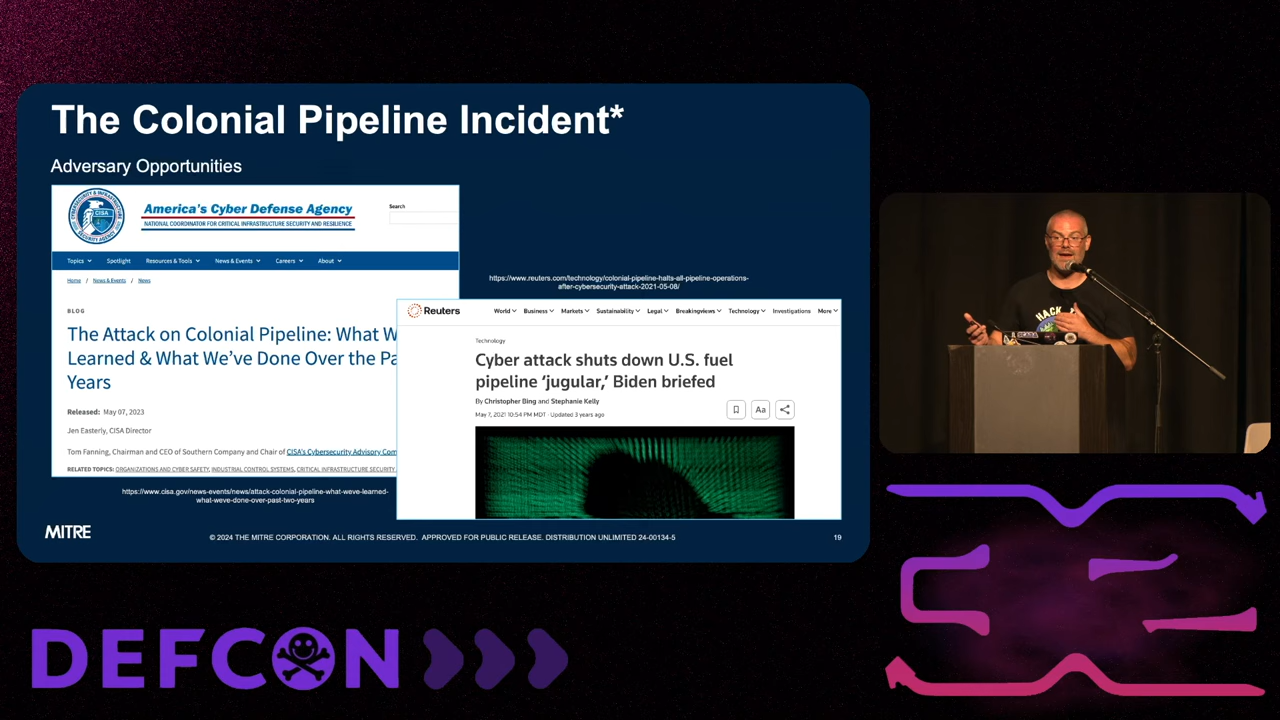 The Colonial Pipeline Incident*
Adversary Opportunities
CISA
America's Cyber Defense Agency
NATIONAL COORDINATOR FOR CRITICAL INFRASTRUCTURE SECURITY AND RESILIENCE
Search
Topics
Spotlight
Resources & Tools
News & Events
Careers
About
Home / News & Events / News
BLOG
The Attack on Colonial Pipeline: What W
Learned & What We've Done Over the Pa
Years
Released: May 07, 2023
Jen Easterly, CISA Director
Tom Fanning, Chairman and CEO of Southern Company and Chair of CISA's Cybersecurity Advisory Com
RELATED TOPICS: ORGANIZATIONS AND CYBER SAFETY, INDUSTRIAL CONTROL SYSTEMS, CRITICAL INFRASTRUCTURE SECURITY
https://www.cisa.gov/news-events/news/attack-colonial-pipeline-what-weve-learned-
what-weve-done-over-past-two-years
https://www.reuters.com/technology/colonial-pipeline-halts-all-pipeline-operations-
after-cybersecurity-attack-2021-05-08/
Reuters
World
Business
Markets
Sustainability
Legal
Breakingviews
Technology
Investigations
More
Technology
Cyber attack shuts down U.S. fuel
pipeline 'jugular,' Biden briefed
By Christopher Bing and Stephanie Kelly
May 7, 2021 10:54 PM MDT · Updated 3 years ago
Aa
MITRE
© 2024 THE MITRE CORPORATION. ALL RIGHTS RESERVED. APPROVED FOR PUBLIC RELEASE. DISTRIBUTION UNLIMITED 24-00134-5
19
HACK
DEFCON